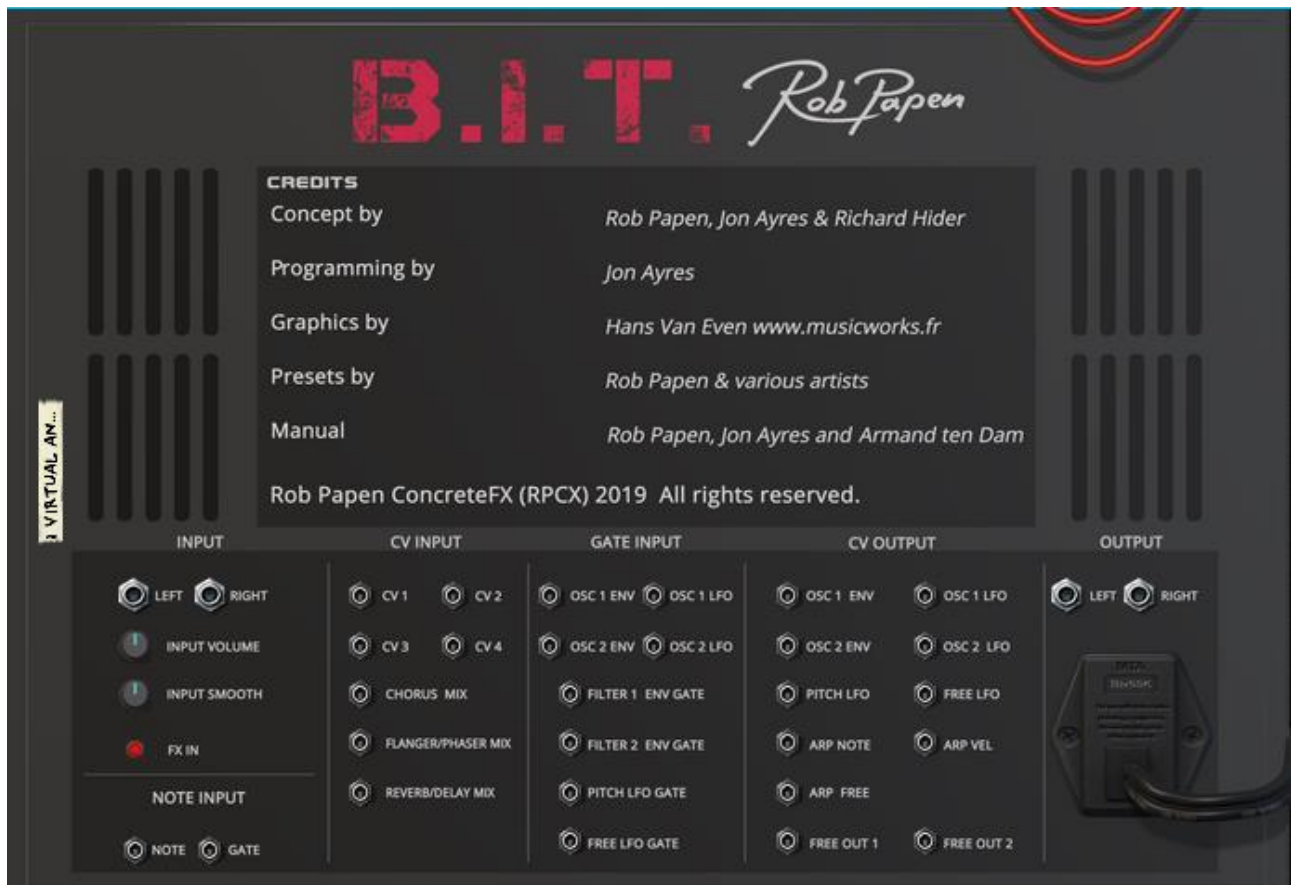 B.I.T. Rob Papen
CREDITS
Concept by Rob Papen, Jon Ayres & Richard Hider
Programming by Jon Ayres
Graphics by Hans Van Even www.musicworks.fr
Presets by Rob Papen & various artists
Manual Rob Papen, Jon Ayres and Armand ten Dam
Rob Papen ConcreteFX (RPCX) 2019 All rights reserved.
VIRTUAL AN...
INPUT CV INPUT GATE INPUT CV OUTPUT OUTPUT
LEFT RIGHT CV 1 CV 2 OSC 1 ENV OSC 1 LFO OSC 1 ENV OSC 1 LFO LEFT RIGHT
INPUT VOLUME CV 3 CV 4 OSC 2 ENV OSC 2 LFO OSC 2 ENV OSC 2 LFO
INPUT SMOOTH CHORUS MIX FILTER 1 ENV GATE PITCH LFO FREE LFO
FX IN FLANGER/PHASER MIX FILTER 2 ENV GATE ARP NOTE ARP VEL
NOTE INPUT REVERB/DELAY MIX PITCH LFO GATE ARP FREE
NOTE GATE FREE LFO GATE FREE OUT 1 FREE OUT 2